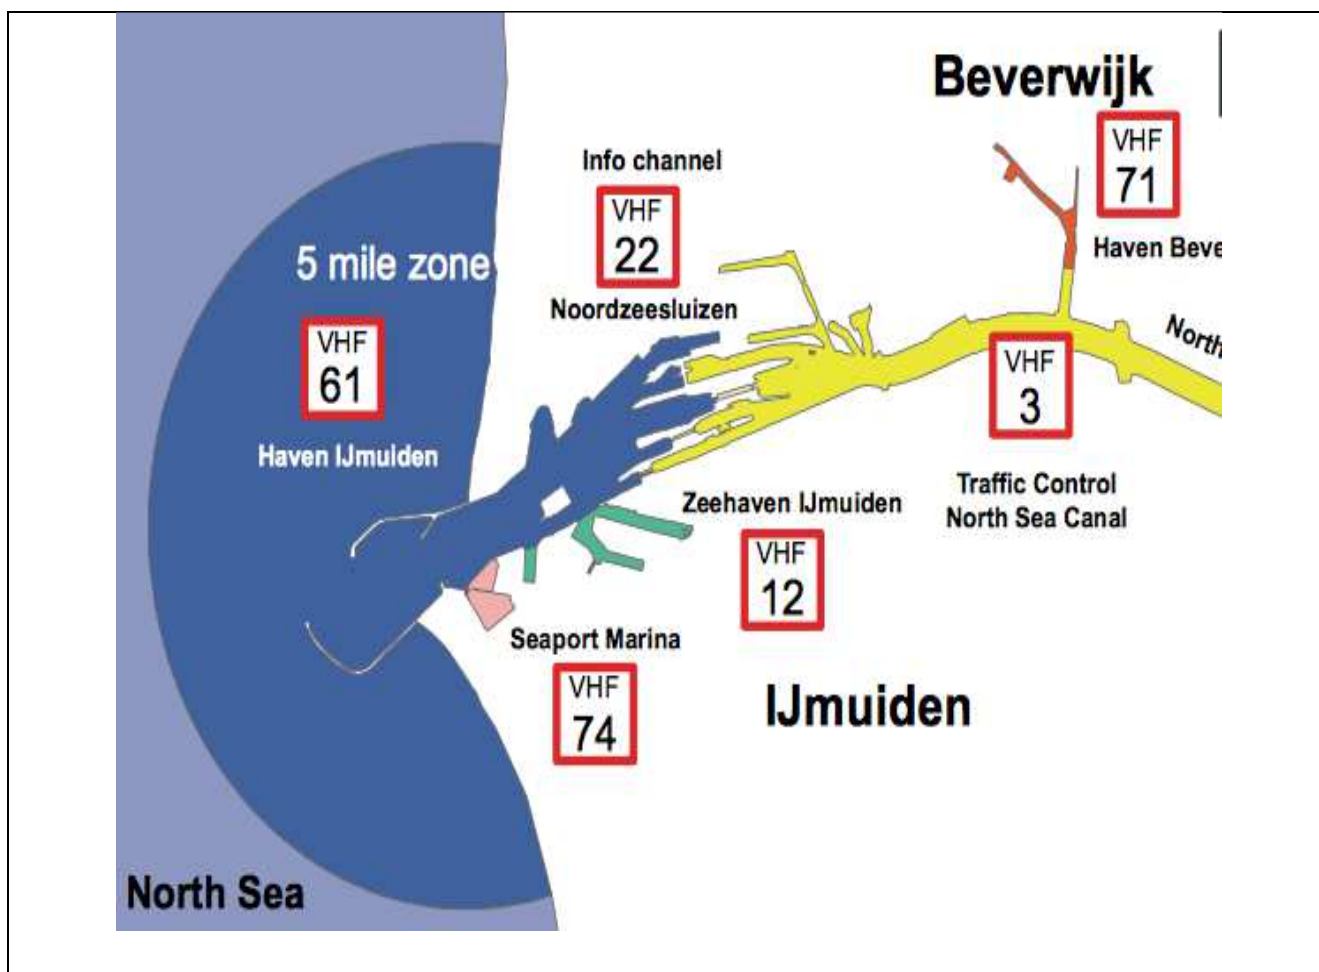 Beverwijk
VHF
71
Haven Beve
Info channel
VHF
22
Noordzeesluizen
5 mile zone
VHF
61
Haven IJmuiden
North
VHF
3
Traffic Control
North Sea Canal
Zeehaven IJmuiden
VHF
12
Seaport Marina
VHF
74
IJmuiden
North Sea